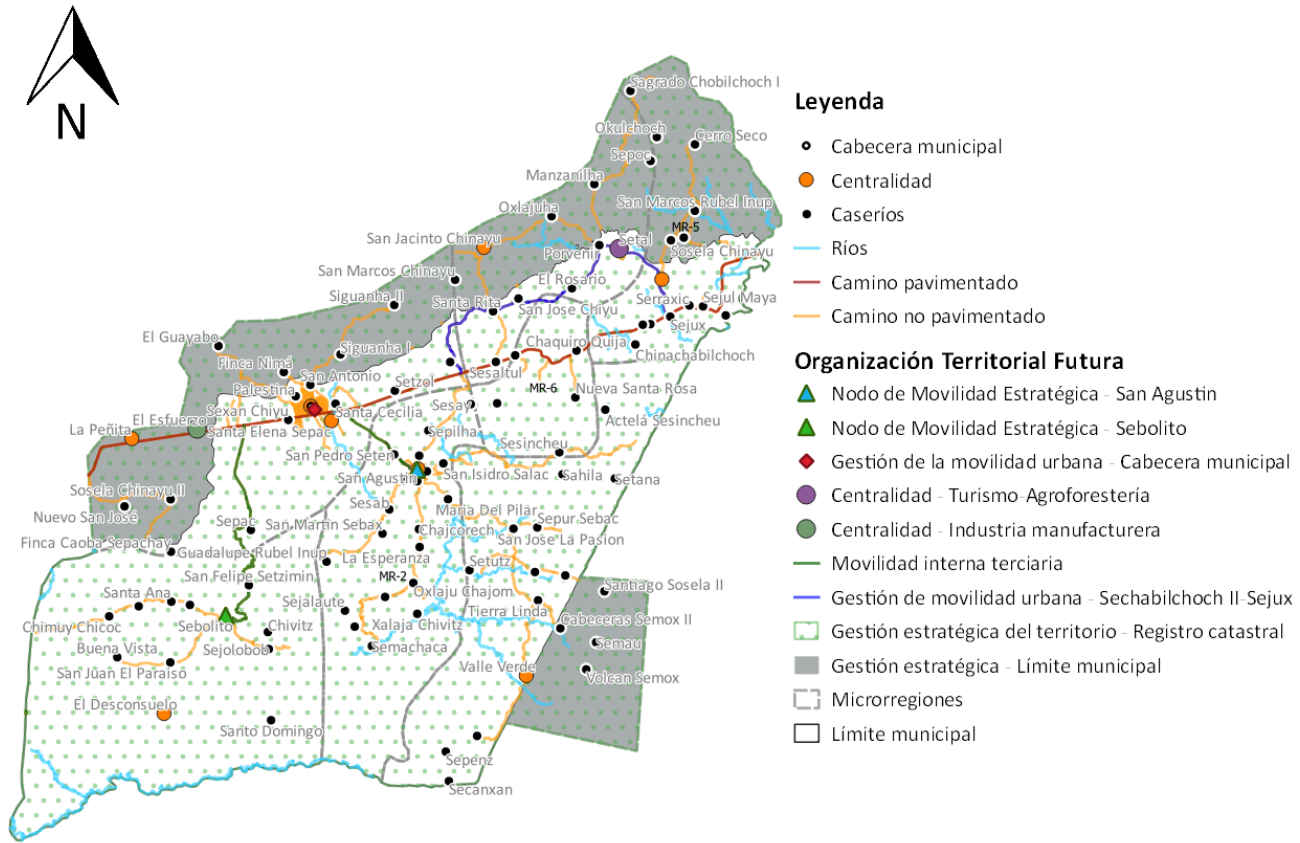 N
Sagrado Chobilchoch I
Okulchoch
Cerro Seco
Sepoc
Manzanilha
San Marcos Rubel Inup
Oxlajuha
MR-5
San Jacinto Chinayu
Setal
Porvenir
Sosela Chinayu
San Marcos Chinayu
El Rosario
Siguanha II
Santa Rita
Serraxic
Sejul Maya
San Jose Chiyu
Sejux
El Guayabo
Siguanha I
Chaquiro Quija
Chinachabilchoch
Finca Nimá
San Antonio
Sesaltul
Setzol
MR-6
Nueva Santa Rosa
Palestina
Sesay
Sexan Chiyu
Santa Cecilia
El Esfuerzo
Actelá Sesincheu
La Peñita
Santa Elena Sepac
Sepilha
Sesincheu
San Pedro Seten
San Agustin
San Isidro Salac
Sahila
Setana
Sosela Chinayu II
Sesab
Nuevo San José
Maria Del Pilar
Sepac
San Martin Sebax
Chajcorech
Sepur Sebac
Finca Caoba Sepachay
San Jose La Pasion
Guadalupe Rubel Inup
La Esperanza
Setutz
San Felipe Setzimin
MR-2
Santiago Sosela II
Santa Ana
Oxlaju Chajom
Sejalaute
Tierra Linda
Chimuy Chicoc
Sebolito
Chivitz
Xalaja Chivitz
Cabeceras Semox II
Buena Vista
Sejolobob
Semachaca
Semau
San Juan El Paraiso
Valle Verde
Volcan Semox
El Desconsuelo
Santo Domingo
Sepenz
Secanxan
Leyenda
Cabecera municipal
Centralidad
Caseríos
Ríos
Camino pavimentado
Camino no pavimentado
Organización Territorial Futura
Nodo de Movilidad Estratégica - San Agustin
Nodo de Movilidad Estratégica - Sebolito
Gestión de la movilidad urbana - Cabecera municipal
Centralidad - Turismo-Agroforestería
Centralidad - Industria manufacturera
Movilidad interna terciaria
Gestión de movilidad urbana - Sechabilchoch II-Sejux
Gestión estratégica del territorio - Registro catastral
Gestión estratégica - Límite municipal
Microrregiones
Límite municipal